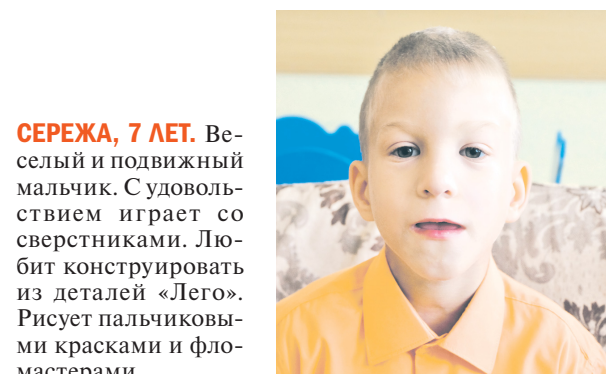 СЕРЕЖА, 7 ЛЕТ. Ве-
селый и подвижный
мальчик. С удоволь-
ствием играет со
сверстниками. Лю-
бит конструировать
из деталей «Лего».
Рисует пальчиковы-
ми красками и фло-
мастерами